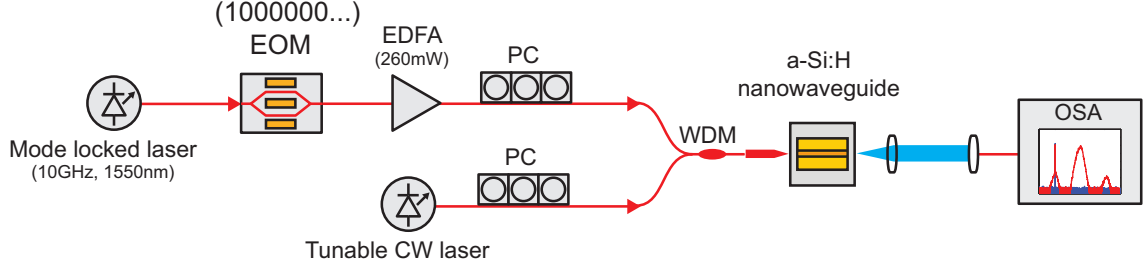 (1000000...)
EOM
EDFA
(260mW)
PC
a-Si:H
nanowaveguide
OSA
WDM
Mode locked laser
(10GHz, 1550nm)
PC
Tunable CW laser